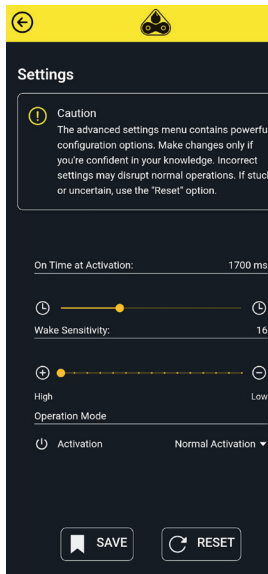 Settings
Caution
The advanced settings menu contains powerfu
configuration options. Make changes only if
you're confident in your knowledge. Incorrect
settings may disrupt normal operations. If stuc
or uncertain, use the "Reset" option.
On Time at Activation: 1700 ms
Wake Sensitivity: 16
High Low
Operation Mode
Activation Normal Activation
SAVE RESET